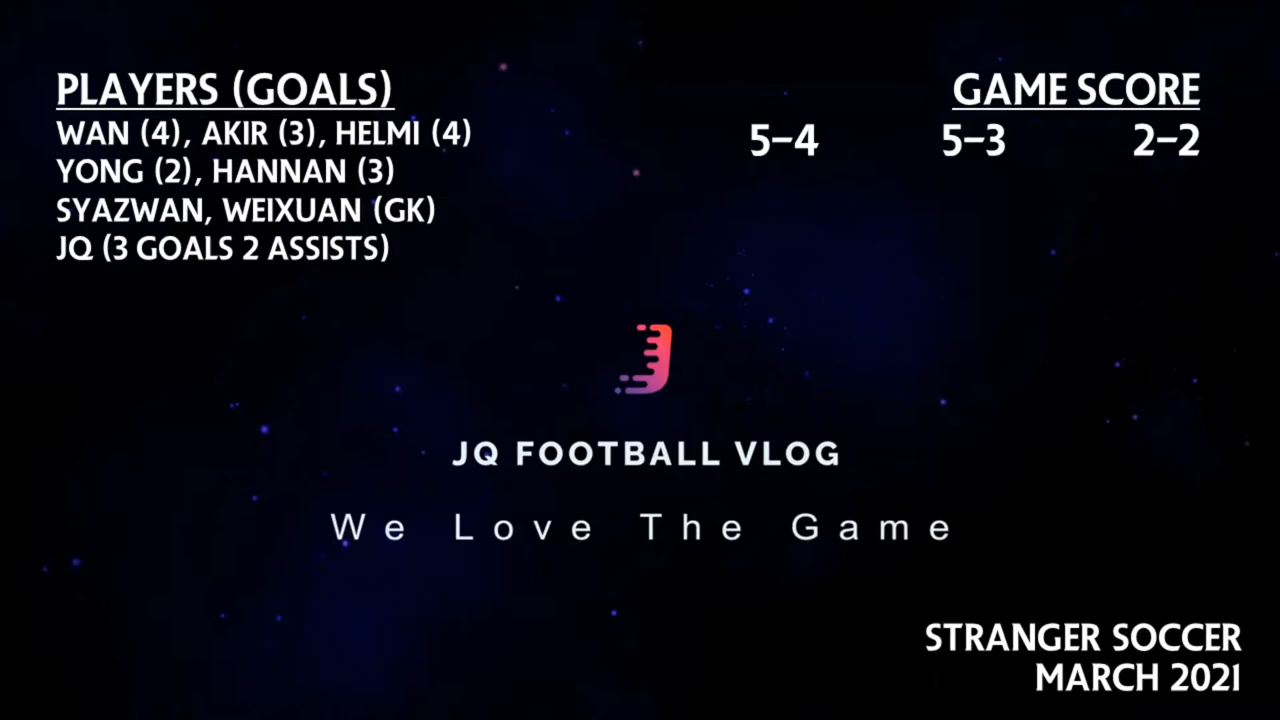 PLAYERS (GOALS)
WAN (4), AKIR (3), HELMI (4)
YONG (2), HANNAN (3)
SYAZWAN, WEIXUAN (GK)
JQ (3 GOALS 2 ASSISTS)
GAME SCORE
5–4 5–3 2–2
JQ FOOTBALL VLOG
We Love The Game
STRANGER SOCCER
MARCH 2021